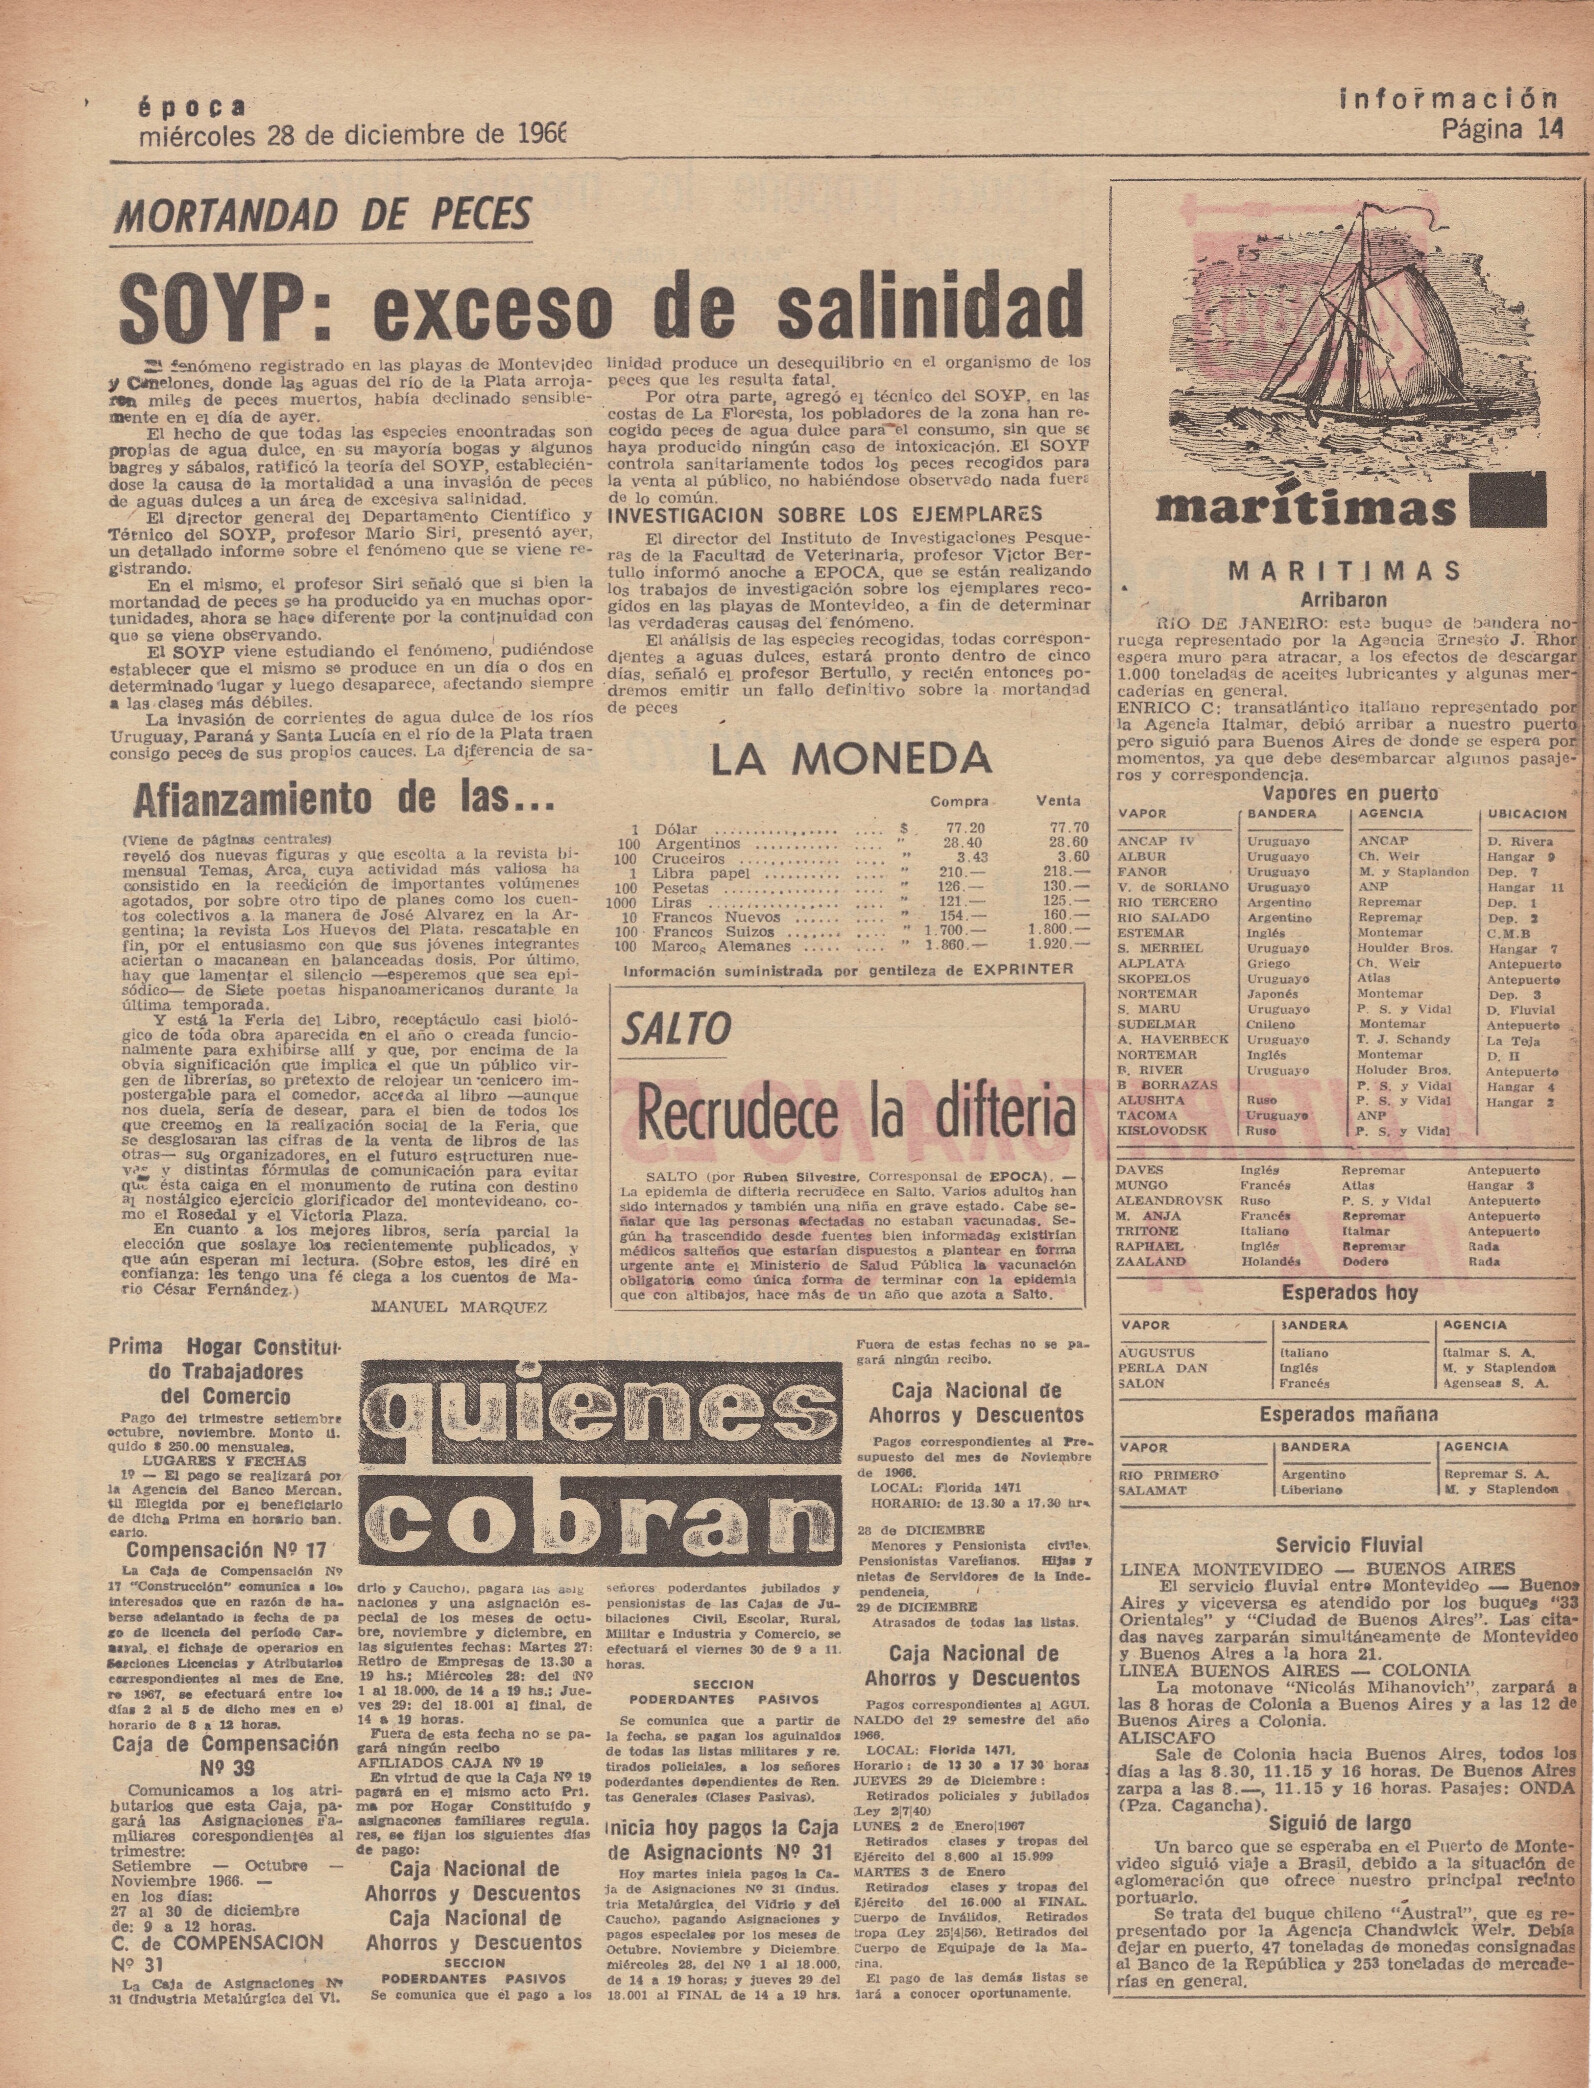 época
miércoles 28 de diciembre de 1966
información
Página 14
MORTANDAD DE PECES
SOYP: exceso de salinidad
El fenómeno registrado en las playas de Montevideo
y Canelones, donde las aguas del río de la Plata arroja-
ron miles de peces muertos, había declinado sensible-
mente en el día de ayer.
El hecho de que todas las especies encontradas son
propias de agua dulce, en su mayoría bogas y algunos
bagres y sábalos, ratificó la teoría del SOYP, establecién-
dose la causa de la mortalidad a una invasión de peces
de aguas dulces a un área de excesiva salinidad.
El director general del Departamento Científico y
Térnico del SOYP, profesor Mario Siri, presentó ayer,
un detallado informe sobre el fenómeno que se viene re-
gistrando.
En el mismo, el profesor Siri señaló que si bien la
mortandad de peces se ha producido ya en muchas opor-
tunidades, ahora se hace diferente por la continuidad con
que se viene observando.
El SOYP viene estudiando el fenómeno, pudiéndose
establecer que el mismo se produce en un día o dos en
determinado lugar y luego desaparece, afectando siempre
a las clases más débiles.
La invasión de corrientes de agua dulce de los ríos
Uruguay, Paraná y Santa Lucía en el río de la Plata traen
consigo peces de sus propios cauces. La diferencia de sa-
linidad produce un desequilibrio en el organismo de los
peces que les resulta fatal.
Por otra parte, agregó el técnico del SOYP, en las
costas de La Floresta, los pobladores de la zona han re-
cogido peces de agua dulce para el consumo, sin que se
haya producido ningún caso de intoxicación. El SOYP
controla sanitariamente todos los peces recogidos para
la venta al público, no habiéndose observado nada fuera
de lo común.
INVESTIGACION SOBRE LOS EJEMPLARES
El director del Instituto de Investigaciones Pesque-
ras de la Facultad de Veterinaria, profesor Victor Ber-
tullo informó anoche a EPOCA, que se están realizando
los trabajos de investigación sobre los ejemplares reco-
gidos en las playas de Montevideo, a fin de determinar
las verdaderas causas del fenómeno.
El análisis de las especies recogidas, todas correspon-
dientes a aguas dulces, estará pronto dentro de cinco
días, señaló el profesor Bertullo, y recién entonces po-
dremos emitir un fallo definitivo sobre la mortandad
de peces
Afianzamiento de las...
(Viene de páginas centrales)
reveló dos nuevas figuras y que escolta a la revista bi-
mensual Temas, Arca, cuya actividad más valiosa ha
consistido en la reedición de importantes volúmenes
agotados, por sobre otro tipo de planes como los cuen-
tos colectivos a la manera de José Alvarez en la Ar-
gentina; la revista Los Huevos del Plata, rescatable en
fin, por el entusiasmo con que sus jóvenes integrantes
aciertan o macanean en balanceadas dosis. Por último,
hay que lamentar el silencio —esperemos que sea epi-
sódico— de Siete poetas hispanoamericanos durante la
última temporada.
Y está la Feria del Libro, receptáculo casi bioló-
gico de toda obra aparecida en el año o creada funcio-
nalmente para exhibirse allí y que, por encima de la
obvia significación que implica el que un público vir-
gen de librerías, so pretexto de relojear un cenicero im-
postergable para el comedor, acceda al libro —aunque
nos duela, sería de desear, para el bien de todos los
que creemos en la realización social de la Feria, que
se desglosaran las cifras de la venta de libros de las
otras— sus organizadores, en el futuro estructuren nue-
vas y distintas fórmulas de comunicación para evitar
que ésta caiga en el monumento de rutina con destino
al nostálgico ejercicio glorificador del montevideano, co-
mo el Rosedal y el Victoria Plaza.
En cuanto a los mejores libros, sería parcial la
elección que soslaye los recientemente publicados, y
que aún esperan mi lectura. (Sobre estos, les diré en
confianza: les tengo una fé ciega a los cuentos de Ma-
rio César Fernández.)
MANUEL MARQUEZ
LA MONEDA
Compra Venta
1 Dólar ................ .... $ 77.20 77.70
100 Argentinos ........... .... " 28.40 28.60
100 Cruceiros ............. .... " 3.43 3.60
1 Libra papel ........... .... " 210.— 218.—
100 Pesetas ............... .... " 126.— 130.—
1000 Liras ................. .... " 121.— 125.—
10 Francos Nuevos ...... .... " 154.— 160.—
100 Francos Suizos ....... .... " 1.700.— 1.800.—
100 Marcos Alemanes ..... .... " 1.860.— 1.920.—
Información suministrada por gentileza de EXPRINTER
SALTO
Recrudece la difteria
SALTO (por Ruben Silvestre, Corresponsal de EPOCA). —
La epidemia de difteria recrudece en Salto. Varios adultos han
sido internados y también una niña en grave estado. Cabe se-
ñalar que las personas afectadas no estaban vacunadas. Se-
gún ha trascendido desde fuentes bien informadas existirían
médicos salteños que estarían dispuestos a plantear en forma
urgente ante el Ministerio de Salud Pública la vacunación
obligatoria como única forma de terminar con la epidemia
que con altibajos, hace más de un año que azota a Salto.
quienes
cobran
Prima Hogar Constitui-
do Trabajadores
del Comercio
Pago del trimestre setiembre
octubre, noviembre. Monto lí-
quido $ 250.00 mensuales.
LUGARES Y FECHAS
1º — El pago se realizará por
la Agencia del Banco Mercan.
til Elegida por el beneficiario
de dicha Prima en horario ban
cario.
Compensación Nº 17
La Caja de Compensación Nº
17 "Construcción" comunica a los
interesados que en razón de ha-
berse adelantado la fecha de pa
go de licencia del período Car-
naval, el fichaje de operarios en
Secciones Licencias y Atributarios
correspondientes al mes de Ene.
ro 1967, se efectuará entre los
días 2 al 5 de dicho mes en el
horario de 8 a 12 horas.
Caja de Compensación
Nº 39
Comunicamos a los atri-
butarios que esta Caja, pa-
gará las Asignaciones Fa-
miliares corespondientes al
trimestre:
Setiembre — Octubre —
Noviembre 1966. —
en los días:
27 al 30 de diciembre
de: 9 a 12 horas.
C. de COMPENSACION
Nº 31
La Caja de Asignaciones Nº
31 (Industria Metalúrgica del Vi.
drio y Caucho), pagara las asig
naciones y una asignación es-
pecial de los meses de octu-
bre, noviembre y diciembre, en
las siguientes fechas: Martes 27:
Retiro de Empresas de 13.30 a
19 hs.; Miércoles 28: del (Nº
1 al 18.000, de 14 a 19 hs.; Jue-
ves 29: del 18.001 al final, de
14 a 19 horas.
Fuera de esta fecha no se pa-
gará ningún recibo
AFILIADOS CAJA Nº 19
En virtud de que la Caja Nº 19
pagará en el mismo acto Pri.
ma por Hogar Constituído y
asignacones familiares regula.
res, se fijan los siguientes días
de pago:
Caja Nacional de
Ahorros y Descuentos
Caja Nacional de
Ahorros y Descuentos
SECCION
PODERDANTES PASIVOS
Se comunica que el pago a los
señores poderdantes jubilados y
pensionistas de las Cajas de Ju-
bilaciones Civil, Escolar, Rural,
Militar e Industria y Comercio, se
efectuará el viernes 30 de 9 a 11.
horas.
SECCION
PODERDANTES PASIVOS
Se comunica que a partir de
la fecha, se pagan los aguinaldos
de todas las listas militares y re.
tirados policiales, a los señores
poderdantes dependientes de Ren.
tas Generales (Clases Pasivas).
Inicia hoy pagos la Caja
de Asignacionts Nº 31
Hoy martes inicia pagos la Ca-
ja de Asignaciones Nº 31 (Indus.
tria Metalúrgica, del Vidrio y del
Caucho), pagando Asignaciones y
pagos especiales por los meses de
Octubre, Noviembre y Diciembre.
miércoles 28, del Nº 1 al 18.000,
de 14 a 19 horas; y jueves 29 del
18.001 al FINAL de 14 a 19 hrs.
Fuera de estas fechas no se pa-
gará ningún recibo.
Caja Nacional de
Ahorros y Descuentos
Pagos correspondientes al Pre-
supuesto del mes de Noviembre
de 1966.
LOCAL: Florida 1471
HORARIO: de 13.30 a 17.30 hrs.
28 de DICIEMBRE
Menores y Pensionista civiles,
Pensionistas Varelianos. Hijas y
nietas de Servidores de la Inde-
pendencia,
29 de DICIEMBRE
Atrasados de todas las listas.
Caja Nacional de
Ahorros y Descuentos
Pagos correspondientes al AGUI.
NALDO del 2º semestre del año
1966.
LOCAL: Florida 1471,
Horario: de 13 30 a 17 30 horas
JUEVES 29 de Diciembre:
Retirados policiales y jubilados
(Ley 2|7|40)
LUNES 2 de Enero|1967
Retirados clases y tropas del
Ejército del 8.600 al 15.999
MARTES 3 de Enero
Retirados clases y tropas del
Ejército del 16.000 al FINAL.
Cuerpo de Inválidos, Retirados
tropa (Ley 25|4|56). Retirados del
Cuerpo de Equipaje de la Ma-
rina.
El pago de las demás listas se
dará a conocer oportunamente.
marítimas
MARITIMAS
Arribaron
RIO DE JANEIRO: este buque de bandera no-
ruega representado por la Agencia Ernesto J. Rhor
espera muro para atracar, a los efectos de descargar
1.000 toneladas de aceites lubricantes y algunas mer-
caderías en general.
ENRICO C: transatlántico italiano representado por
la Agencia Italmar, debió arribar a nuestro puerto
pero siguió para Buenos Aires de donde se espera por
momentos, ya que debe desembarcar algunos pasaje-
ros y correspondencia.
Vapores en puerto
VAPOR BANDERA AGENCIA UBICACION
ANCAP IV Uruguayo ANCAP D. Rivera
ALBUR Uruguayo Ch. Weir Hangar 9
FANOR Uruguayo M. y Staplandon Dep. 7
V. de SORIANO Uruguayo ANP Hangar 11
RIO TERCERO Argentino Repremar Dep. 1
RIO SALADO Argentino Repremar Dep. 2
ESTEMAR Inglés Montemar C.M.B
S. MERRIEL Uruguayo Houlder Bros. Hangar 7
ALPLATA Griego Ch. Weir Antepuerto
SKOPELOS Uruguayo Atlas Antepuerto
NORTEMAR Japonés Montemar Dep. 3
S. MARU Uruguayo P. S. y Vidal D. Fluvial
SUDELMAR Cnileno Montemar Antepuerto
A. HAVERBECK Uruguayo T. J. Schandy La Teja
NORTEMAR Inglés Montemar D. II
B. RIVER Uruguayo Holuder Bros. Antepuerto
B BORRAZAS P. S. y Vidal Hangar 4
ALUSHTA Ruso P. S. y Vidal Hangar 2
TACOMA Uruguayo ANP
KISLOVODSK Ruso P. S. y Vidal
DAVES Inglés Repremar Antepuerto
MUNGO Francés Atlas Hangar 3
ALEANDROVSK Ruso P. S. y Vidal Antepuerto
M. ANJA Francés Repremar Antepuerto
TRITONE Italiano Italmar Antepuerto
RAPHAEL Inglés Repremar Rada
ZAALAND Holandés Dodero Rada
Esperados hoy
VAPOR BANDERA AGENCIA
AUGUSTUS Italiano Italmar S. A.
PERLA DAN Inglés M. y Staplendon
SALON Francés Agenseas S. A.
Esperados mañana
VAPOR BANDERA AGENCIA
RIO PRIMERO Argentino Repremar S. A.
SALAMAT Liberiano M. y Staplendon
Servicio Fluvial
LINEA MONTEVIDEO — BUENOS AIRES
El servicio fluvial entre Montevideo — Buenos
Aires y viceversa es atendido por los buques "33
Orientales" y "Ciudad de Buenos Aires". Las cita-
das naves zarparán simultáneamente de Montevideo
y Buenos Aires a la hora 21.
LINEA BUENOS AIRES — COLONIA
La motonave "Nicolás Mihanovich", zarpará a
las 8 horas de Colonia a Buenos Aires y a las 12 de
Buenos Aires a Colonia.
ALISCAFO
Sale de Colonia hacia Buenos Aires, todos los
días a las 8.30, 11.15 y 16 horas. De Buenos Aires
zarpa a las 8.—, 11.15 y 16 horas. Pasajes: ONDA
(Pza. Cagancha).
Siguió de largo
Un barco que se esperaba en el Puerto de Monte-
video siguió viaje a Brasil, debido a la situación de
aglomeración que ofrece nuestro principal recinto
portuario.
Se trata del buque chileno "Austral", que es re-
presentado por la Agencia Chandwick Weir. Debía
dejar en puerto, 47 toneladas de monedas consignadas
al Banco de la República y 253 toneladas de mercade-
rías en general.